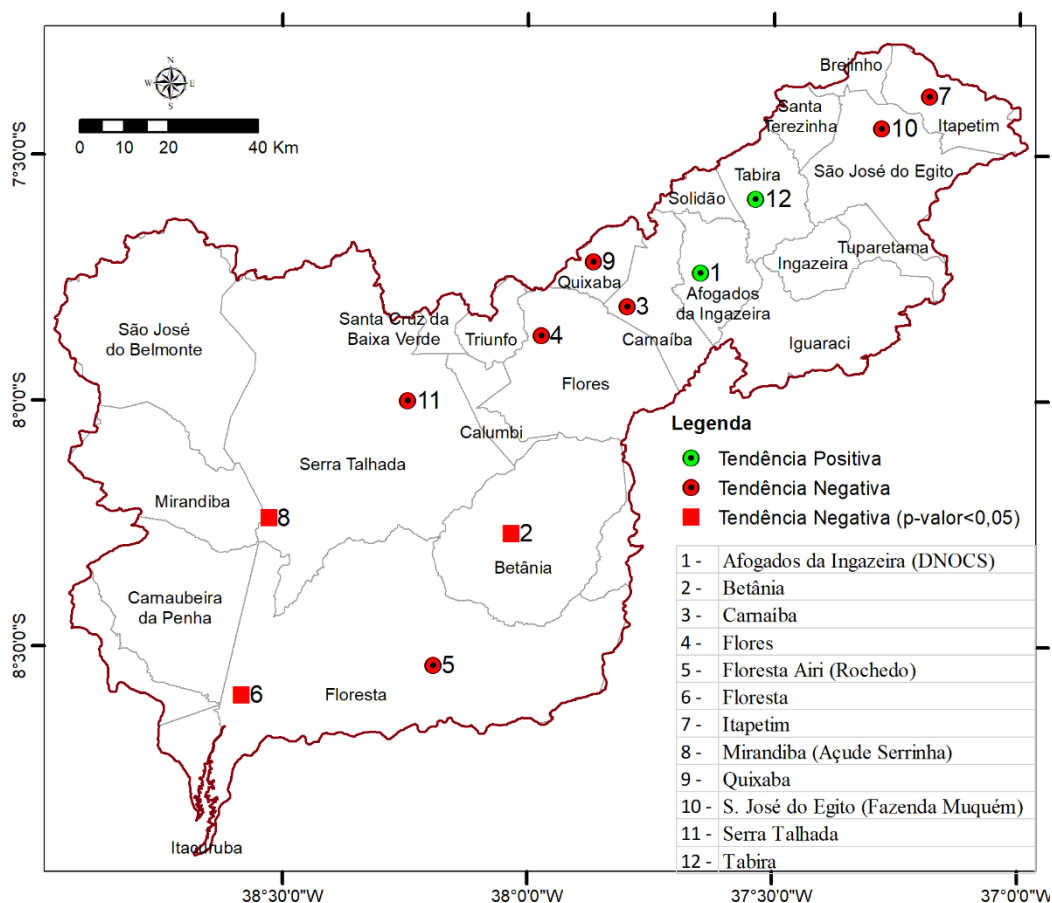 N
W E
S
0 10 20 40 Km
7°30'0"S
8°0'0"S
8°30'0"S
Brejinho
7
Santa
Terezinha
10
Itapetim
São José do Egito
Tabira
12
Solidão
Tuparetama
Ingazeira
9
Quixaba
1
Afogados
da Ingazeira
3
Carnaíba
Iguaraci
São José
do Belmonte
Santa Cruz da
Baixa Verde
Triunfo
4
Flores
11
Calumbi
Serra Talhada
Mirandiba
8
2
Betânia
Carnaubeira
da Penha
5
6
Floresta
Itacuruba
Legenda
Tendência Positiva
Tendência Negativa
Tendência Negativa (p-valor<0,05)
1 - Afogados da Ingazeira (DNOCS)
2 - Betânia
3 - Carnaíba
4 - Flores
5 - Floresta Airi (Rochedo)
6 - Floresta
7 - Itapetim
8 - Mirandiba (Açude Serrinha)
9 - Quixaba
10 - S. José do Egito (Fazenda Muquém)
11 - Serra Talhada
12 - Tabira
38°30'0"W 38°0'0"W 37°30'0"W 37°0'0"W